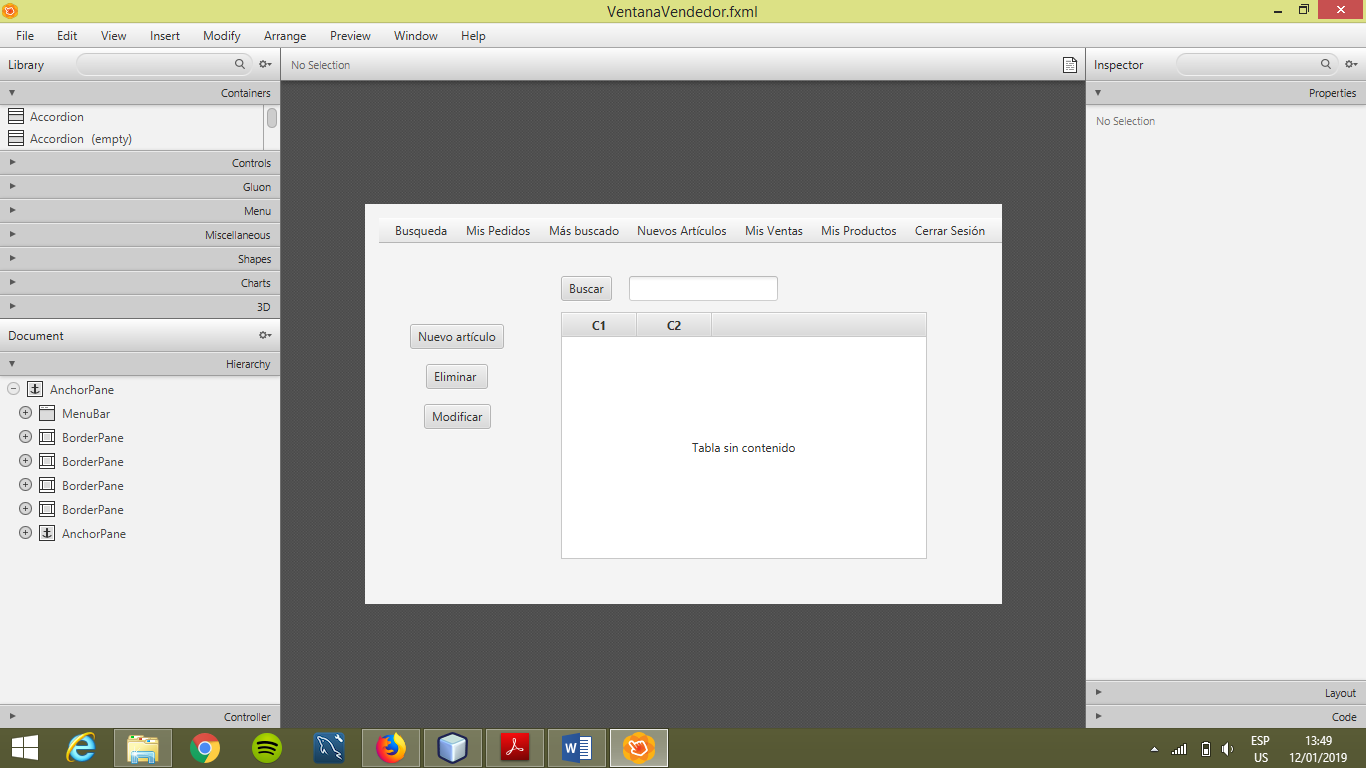 VentanaVendedor.fxml
File Edit View Insert Modify Arrange Preview Window Help
Library
No Selection
Inspector
Containers
Properties
Accordion
No Selection
Accordion (empty)
Controls
Gluon
Menu
Miscellaneous
Shapes
Charts
3D
Document
Hierarchy
AnchorPane
MenuBar
BorderPane
BorderPane
BorderPane
BorderPane
AnchorPane
Controller
Busqueda Mis Pedidos Más buscado Nuevos Artículos Mis Ventas Mis Productos Cerrar Sesión
Buscar
C1 C2
Nuevo artículo
Eliminar
Modificar
Tabla sin contenido
Layout
Code
ESP 13:49
US 12/01/2019